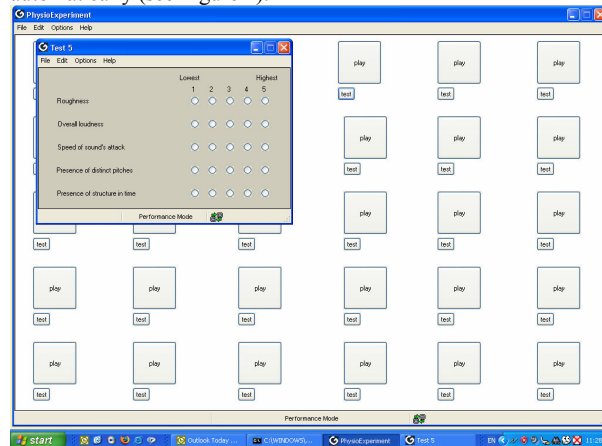 PhysioExperiment
File Edit Options Help
Test 5
File Edit Options Help
Lowest Highest
1 2 3 4 5
Roughness
Overall loudness
Speed of sound's attack
Presence of distinct pitches
Presence of structure in time
Performance Mode
play play play
test test test
play play play
test test test
play play play
test test test test test test
play play play play play play
test test test test test test
play play play play play play
test test test test test test
Performance Mode
start Outlook Today ... C:\WINDOWS\... PhysioExperiment Test 5 EN 11:25